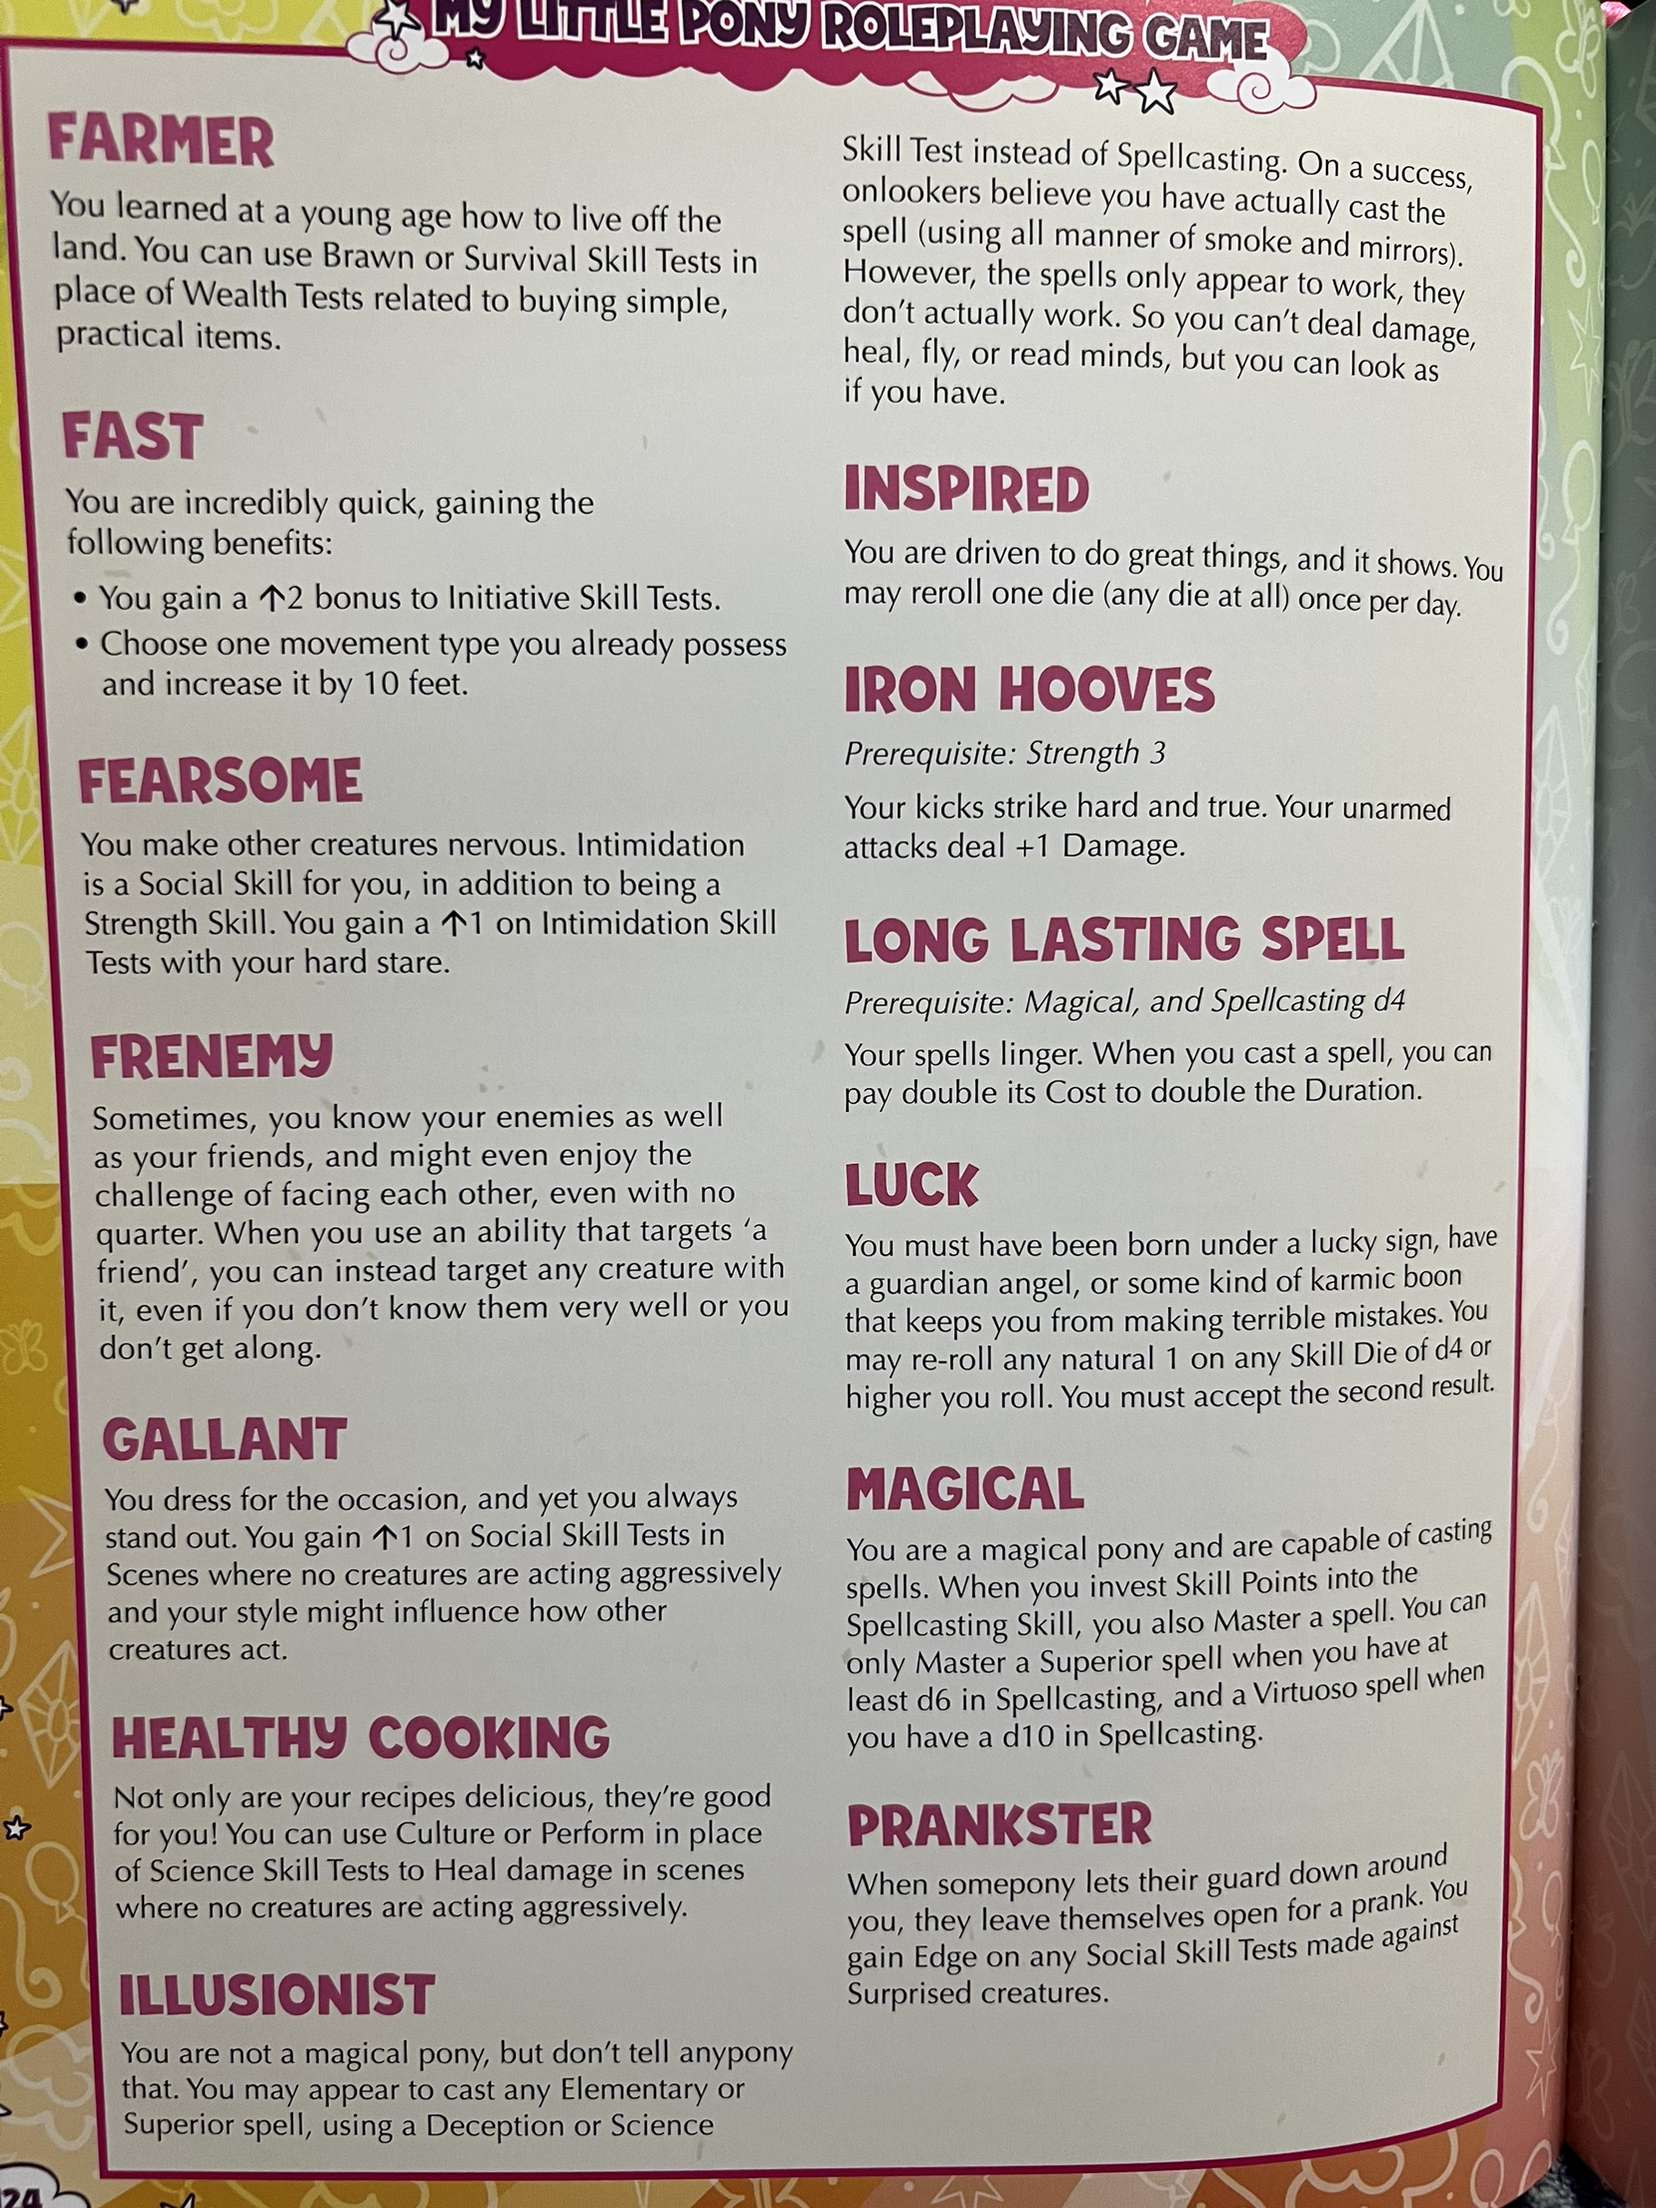 MY LITTLE PONY ROLEPLAYING GAME
FARMER
You learned at a young age how to live off the
land. You can use Brawn or Survival Skill Tests in
place of Wealth Tests related to buying simple,
practical items.
FAST
You are incredibly quick, gaining the
following benefits:
• You gain a ↑2 bonus to Initiative Skill Tests.
• Choose one movement type you already possess
and increase it by 10 feet.
FEARSOME
You make other creatures nervous. Intimidation
is a Social Skill for you, in addition to being a
Strength Skill. You gain a ↑1 on Intimidation Skill
Tests with your hard stare.
FRENEMY
Sometimes, you know your enemies as well
as your friends, and might even enjoy the
challenge of facing each other, even with no
quarter. When you use an ability that targets ‘a
friend’, you can instead target any creature with
it, even if you don’t know them very well or you
don’t get along.
GALLANT
You dress for the occasion, and yet you always
stand out. You gain ↑1 on Social Skill Tests in
Scenes where no creatures are acting aggressively
and your style might influence how other
creatures act.
HEALTHY COOKING
Not only are your recipes delicious, they’re good
for you! You can use Culture or Perform in place
of Science Skill Tests to Heal damage in scenes
where no creatures are acting aggressively.
ILLUSIONIST
You are not a magical pony, but don’t tell anypony
that. You may appear to cast any Elementary or
Superior spell, using a Deception or Science
Skill Test instead of Spellcasting. On a success,
onlookers believe you have actually cast the
spell (using all manner of smoke and mirrors).
However, the spells only appear to work, they
don’t actually work. So you can’t deal damage,
heal, fly, or read minds, but you can look as
if you have.
INSPIRED
You are driven to do great things, and it shows. You
may reroll one die (any die at all) once per day.
IRON HOOVES
Prerequisite: Strength 3
Your kicks strike hard and true. Your unarmed
attacks deal +1 Damage.
LONG LASTING SPELL
Prerequisite: Magical, and Spellcasting d4
Your spells linger. When you cast a spell, you can
pay double its Cost to double the Duration.
LUCK
You must have been born under a lucky sign, have
a guardian angel, or some kind of karmic boon
that keeps you from making terrible mistakes. You
may re-roll any natural 1 on any Skill Die of d4 or
higher you roll. You must accept the second result.
MAGICAL
You are a magical pony and are capable of casting
spells. When you invest Skill Points into the
Spellcasting Skill, you also Master a spell. You can
only Master a Superior spell when you have at
least d6 in Spellcasting, and a Virtuoso spell when
you have a d10 in Spellcasting.
PRANKSTER
When somepony lets their guard down around
you, they leave themselves open for a prank. You
gain Edge on any Social Skill Tests made against
Surprised creatures.